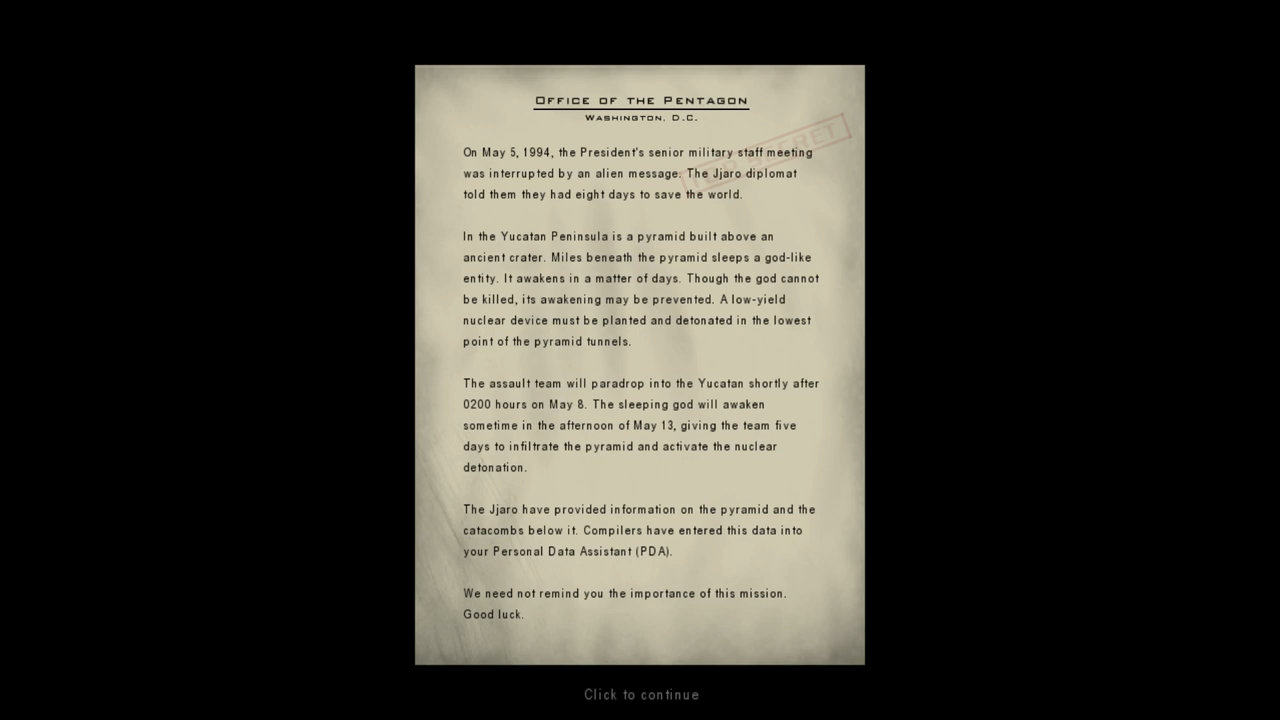 Office of the Pentagon
Washington, D.C.
TOP SECRET
On May 5, 1994, the President's senior military staff meeting
was interrupted by an alien message. The Jjaro diplomat
told them they had eight days to save the world.
In the Yucatan Peninsula is a pyramid built above an
ancient crater. Miles beneath the pyramid sleeps a god-like
entity. It awakens in a matter of days. Though the god cannot
be killed, its awakening may be prevented. A low-yield
nuclear device must be planted and detonated in the lowest
point of the pyramid tunnels.
The assault team will paradrop into the Yucatan shortly after
0200 hours on May 8. The sleeping god will awaken
sometime in the afternoon of May 13, giving the team five
days to infiltrate the pyramid and activate the nuclear
detonation.
The Jjaro have provided information on the pyramid and the
catacombs below it. Compilers have entered this data into
your Personal Data Assistant (PDA).
We need not remind you the importance of this mission.
Good luck.
Click to continue